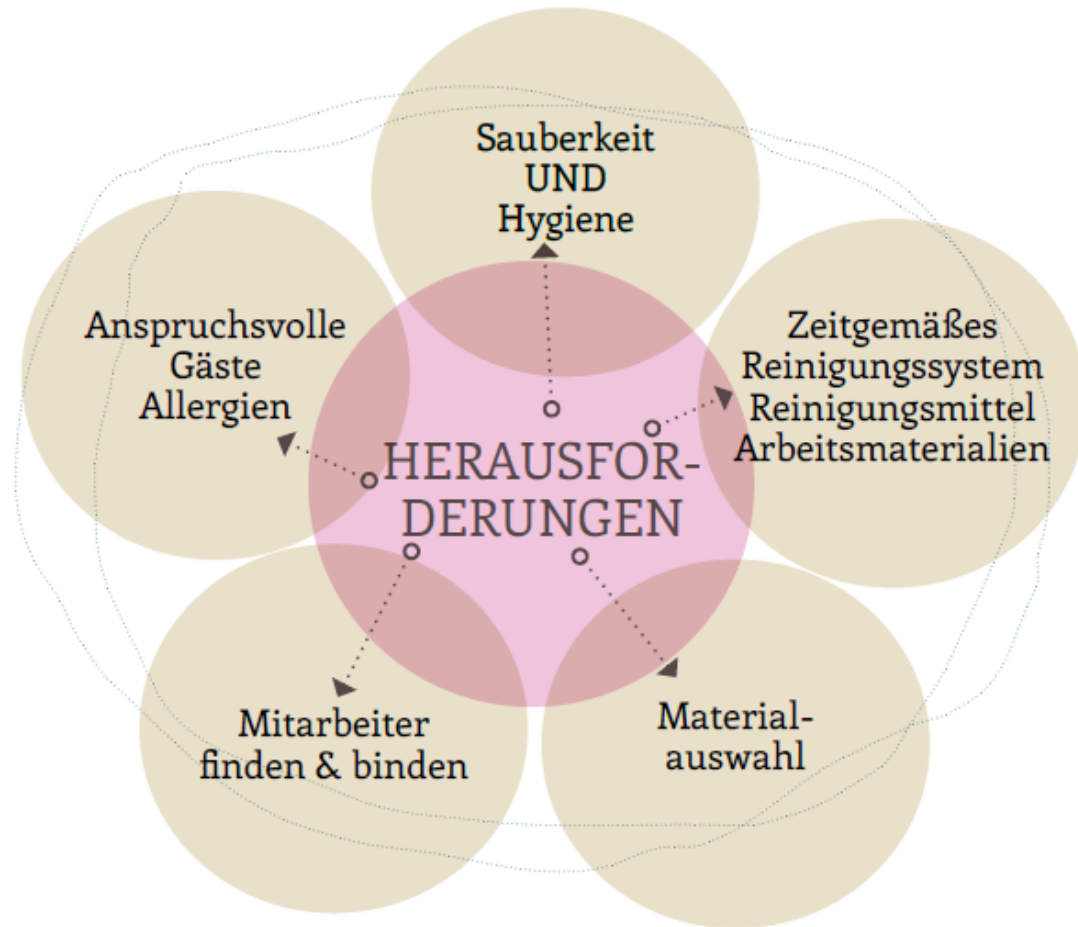 Sauberkeit
UND
Hygiene
Anspruchsvolle
Gäste
Allergien
Zeitgemäßes
Reinigungssystem
Reinigungsmittel
Arbeitsmaterialien
HERAUSFOR-
DERUNGEN
Mitarbeiter
finden & binden
Material-
auswahl